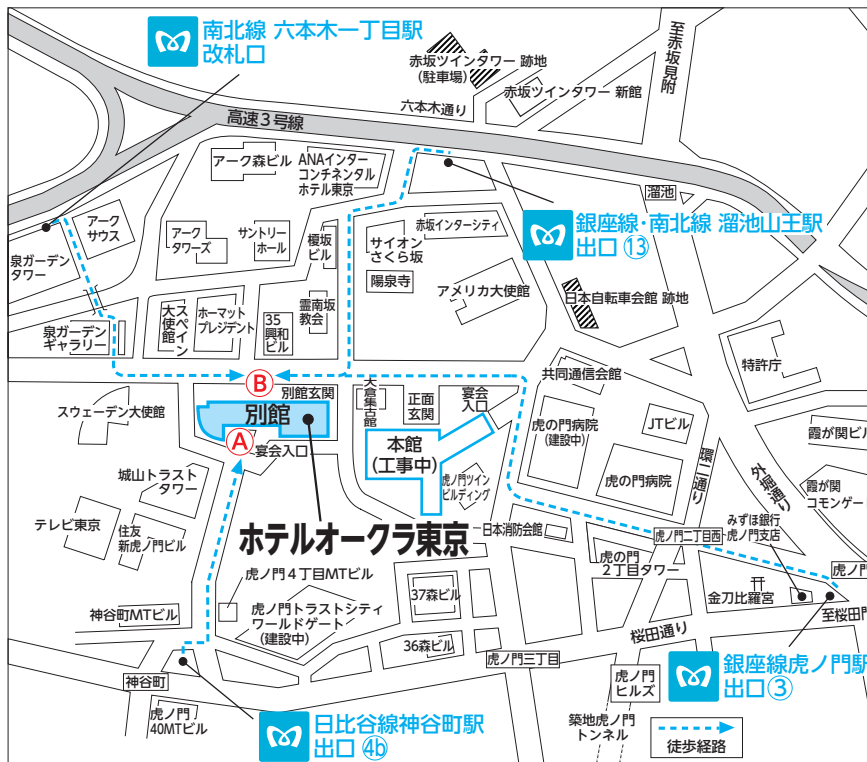 南北線 六本木一丁目駅
改札口
赤坂ツインタワー 跡地
(駐車場)
至赤坂見附
赤坂ツインタワー 新館
六本木通り
高速3号線
アーク森ビル
ANAインター
コンチネンタル
ホテル東京
溜池
アーク
サウス
アーク
タワーズ
サントリー
ホール
榎坂
ビル
サイオン
さくら坂
赤坂インターシティ
銀座線・南北線 溜池山王駅
出口⑬
泉ガーデン
タワー
陽泉寺
アメリカ大使館
日本自転車会館 跡地
泉ガーデン
ギャラリー
スペイン
大使館
ホーマット
プレジデント
35
興和
ビル
霊南坂
教会
特許庁
B
別館玄関
大倉集古館
正面
玄関
宴会
入口
共同通信会館
スウェーデン大使館
別館
A
宴会入口
本館
(工事中)
虎の門病院
(建設中)
JTビル
環二通り
外堀通り
霞が関ビル
城山トラスト
タワー
虎ノ門ツイン
ビルディング
虎の門病院
霞が関
コモンゲー
テレビ東京
住友
新虎ノ門ビル
ホテルオークラ東京
日本消防会館
虎ノ門二丁目西
みずほ銀行
虎ノ門支店
虎ノ門4丁目MTビル
虎の門
2丁目タワー
虎ノ門
神谷町MTビル
虎ノ門トラストシティ
ワールドゲート
(建設中)
37森ビル
金刀比羅宮
至桜田門
36森ビル
桜田通り
虎ノ門三丁目
神谷町
虎ノ門
ヒルズ
銀座線虎ノ門駅
出口③
虎ノ門
40MTビル
日比谷線神谷町駅
出口 4b
築地虎ノ門
トンネル
徒歩経路